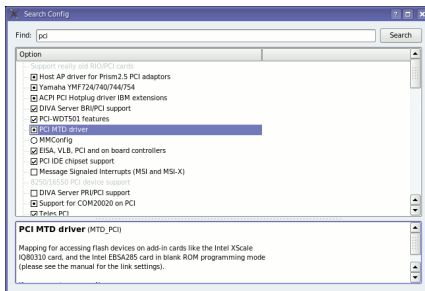 Search Config
Find: pci
Search
Option
Support really old RIO/PCI cards
Host AP driver for Prism2.5 PCI adaptors
Yamaha YMF724/740/744/754
ACPI PCI Hotplug driver IBM extensions
DIVA Server BRI/PCI support
PCI-WDT501 features
PCI MTD driver
MMConfig
EISA, VLB, PCI and on board controllers
PCI IDE chipset support
Message Signaled Interrupts (MSI and MSI-X)
8250/16550 PCI device support
DIVA Server PRI/PCI support
Support for COM20020 on PCI
Teles PCI
PCI MTD driver (MTD_PCI)
Mapping for accessing flash devices on add-in cards like the Intel XScale
IQ80310 card, and the Intel EBSA285 card in blank ROM programming mode
(please see the manual for the link settings).